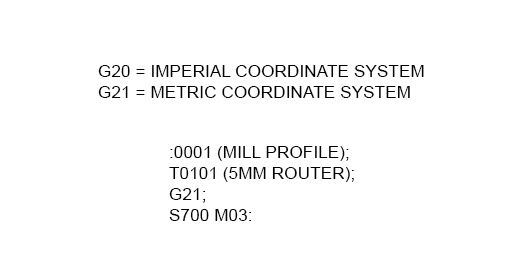 G20 = IMPERIAL COORDINATE SYSTEM
G21 = METRIC COORDINATE SYSTEM
:0001 (MILL PROFILE);
T0101 (5MM ROUTER);
G21;
S700 M03: